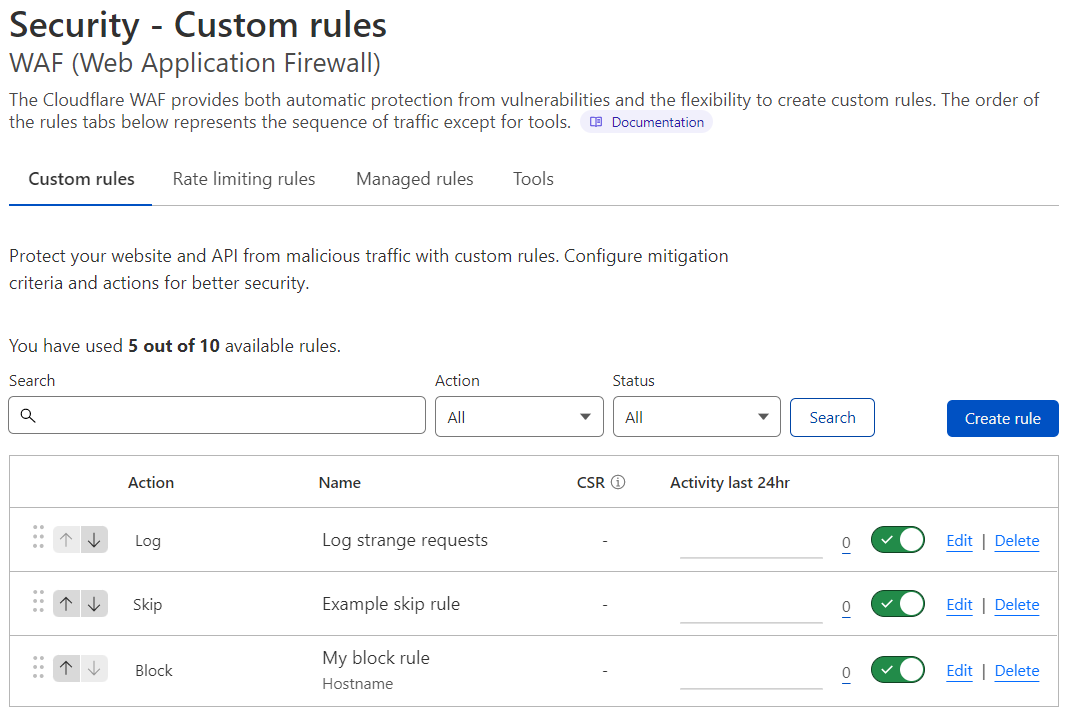 Security - Custom rules
WAF (Web Application Firewall)
The Cloudflare WAF provides both automatic protection from vulnerabilities and the flexibility to create custom rules. The order of
the rules tabs below represents the sequence of traffic except for tools. Documentation
Custom rules Rate limiting rules Managed rules Tools
Protect your website and API from malicious traffic with custom rules. Configure mitigation
criteria and actions for better security.
You have used 5 out of 10 available rules.
Search Action Status
All All Search Create rule
Action Name CSR Activity last 24hr
Log Log strange requests - 0 Edit | Delete
Skip Example skip rule - 0 Edit | Delete
Block My block rule - 0 Edit | Delete
Hostname